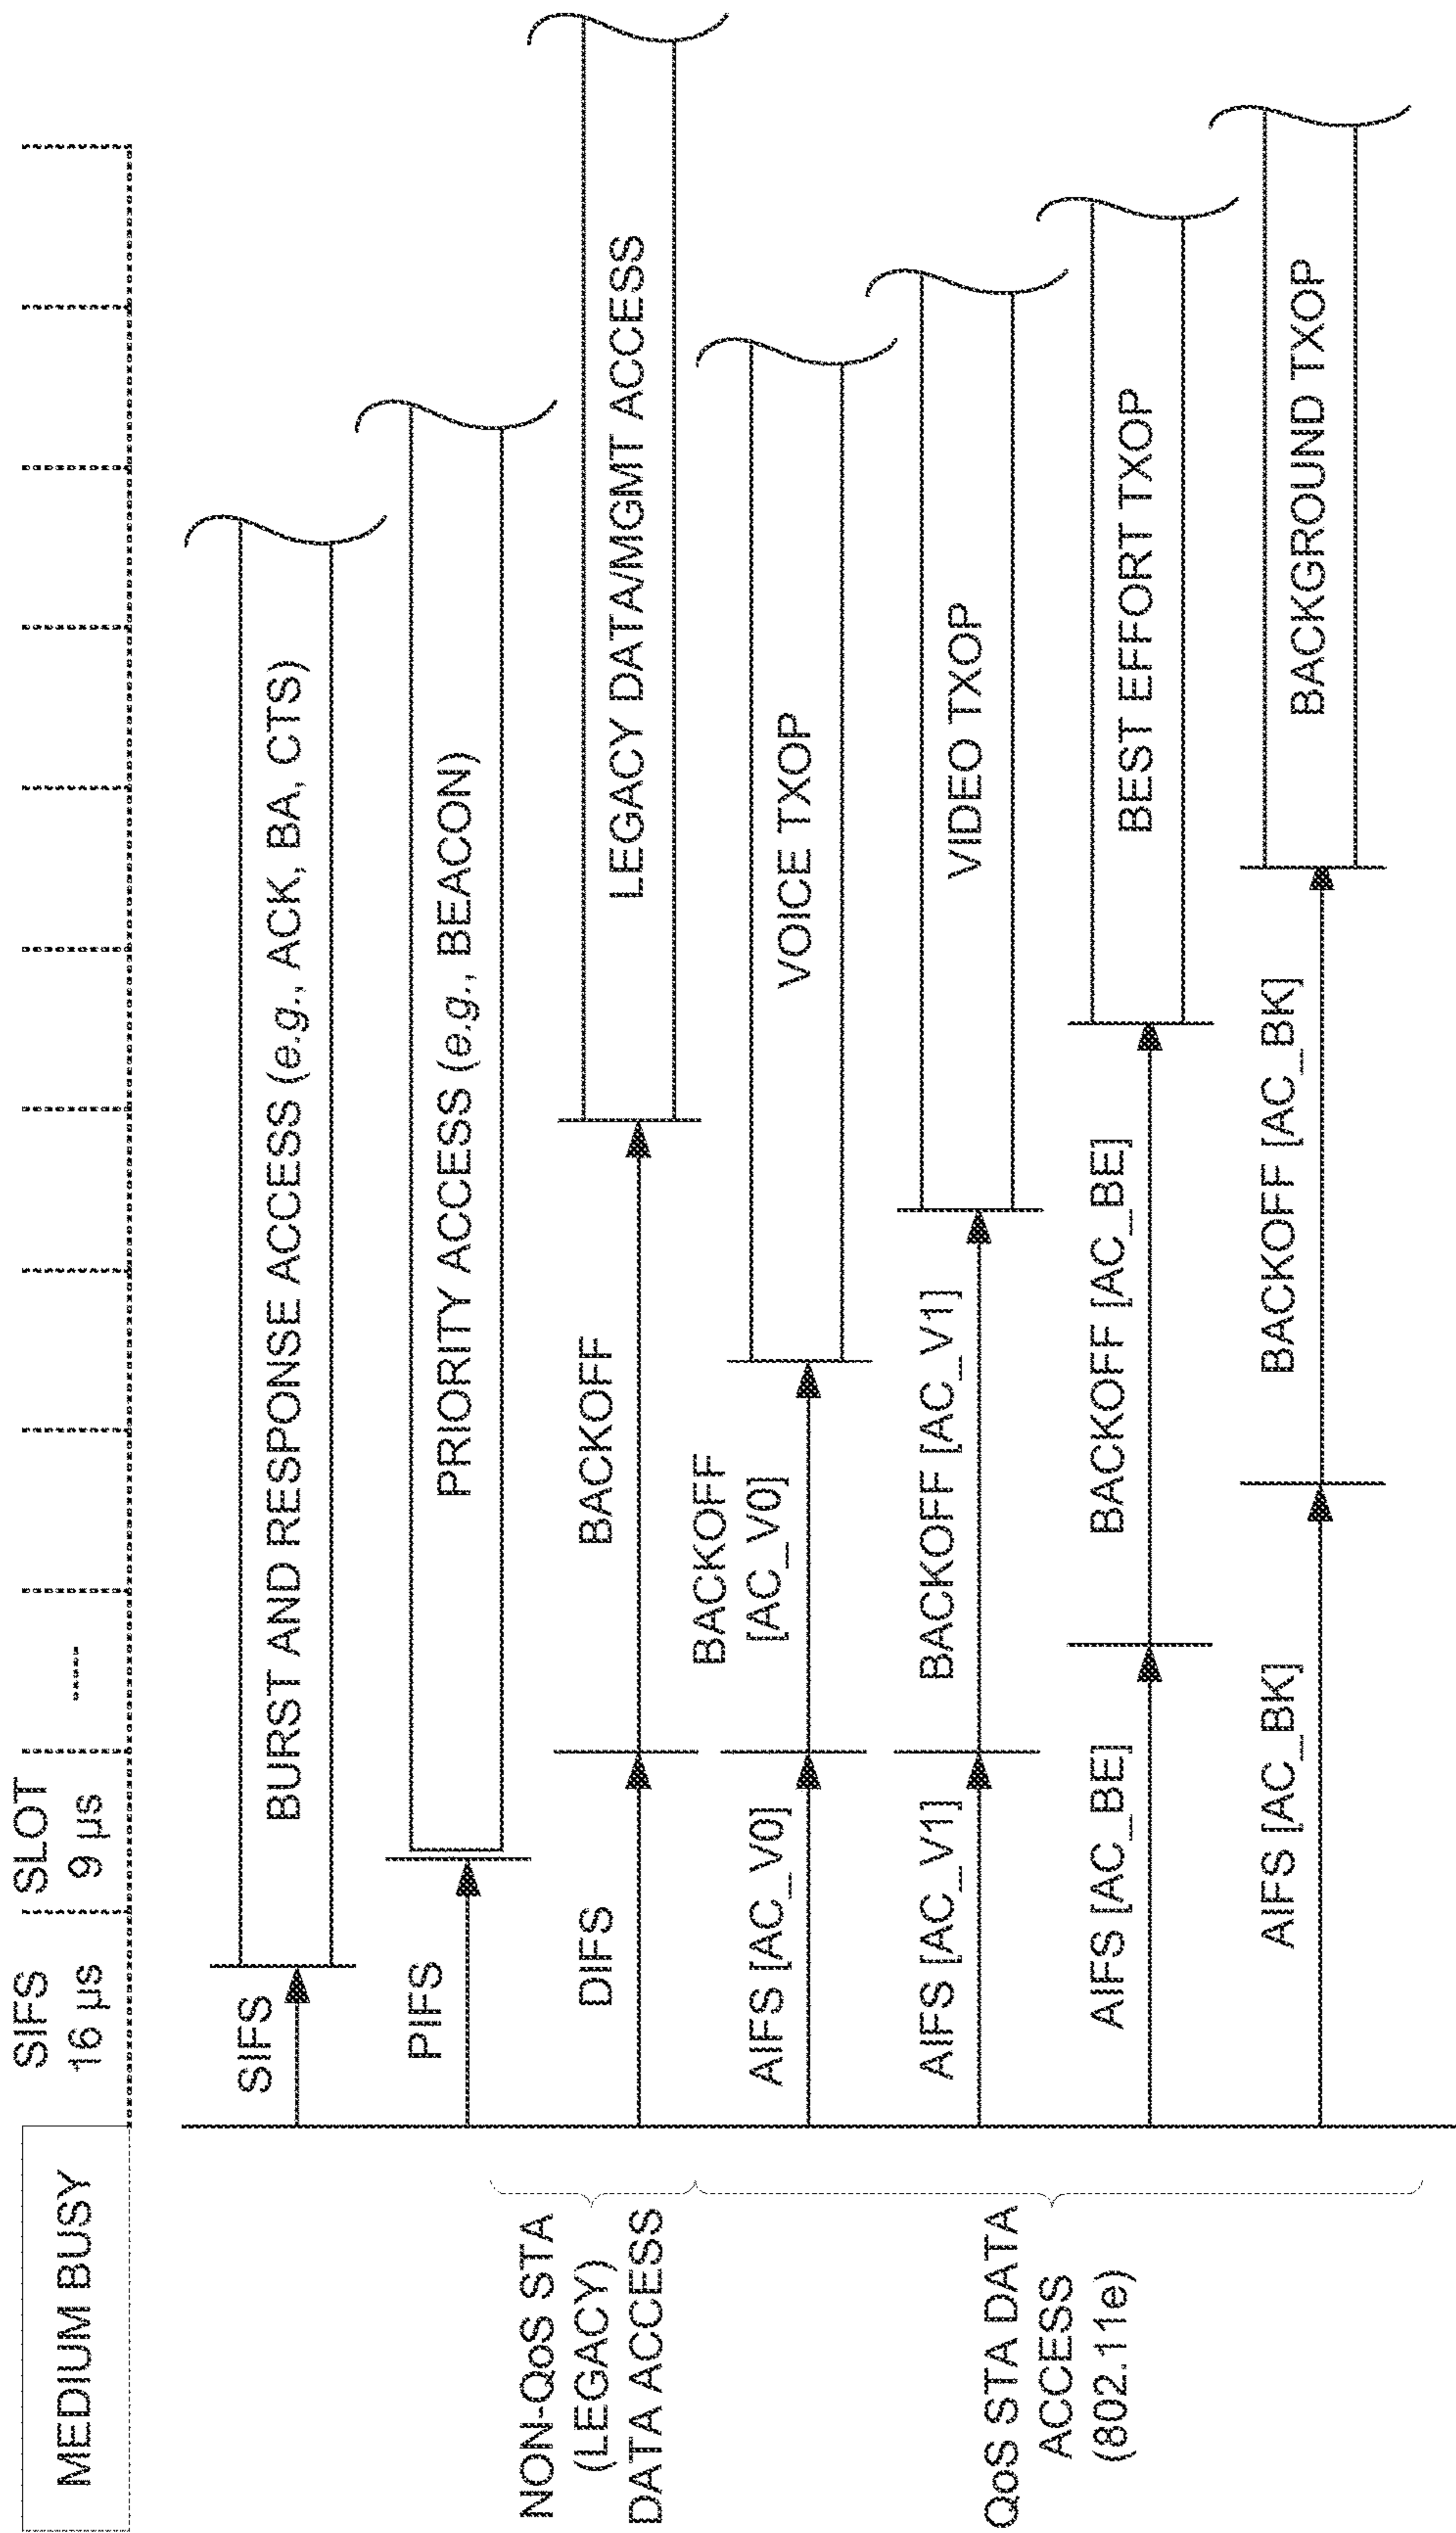 MEDIUM BUSY
SIFS
16 µs
SLOT
9 µs
SIFS
BURST AND RESPONSE ACCESS (e.g., ACK, BA, CTS)
PIFS
PRIORITY ACCESS (e.g., BEACON)
NON-QoS STA
(LEGACY)
DATA ACCESS
DIFS
BACKOFF
LEGACY DATA/MGMT ACCESS
QoS STA DATA
ACCESS
(802.11e)
AIFS [AC_V0]
BACKOFF
[AC_V0]
VOICE TXOP
AIFS [AC_V1]
BACKOFF [AC_V1]
VIDEO TXOP
AIFS [AC_BE]
BACKOFF [AC_BE]
BEST EFFORT TXOP
AIFS [AC_BK]
BACKOFF [AC_BK]
BACKGROUND TXOP